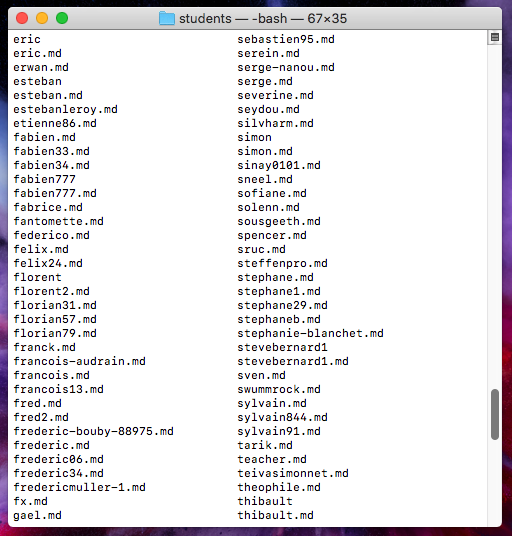 students — -bash — 67×35
eric sebastien95.md
eric.md serein.md
erwan.md serge-nanou.md
esteban serge.md
esteban.md severine.md
estebanleroy.md seydou.md
etienne86.md silvharm.md
fabien.md simon
fabien33.md simon.md
fabien34.md sinay0101.md
fabien777 sneel.md
fabien777.md sofiane.md
fabrice.md solenn.md
fantomette.md sousgeeth.md
federico.md spencer.md
felix.md sruc.md
felix24.md steffenpro.md
florent stephane.md
florent2.md stephane1.md
florian31.md stephane29.md
florian57.md stephaneb.md
florian79.md stephanie-blanchet.md
franck.md stevebernard1
francois-audrain.md stevebernard1.md
francois.md sven.md
francois13.md swummrock.md
fred.md sylvain.md
fred2.md sylvain844.md
frederic-bouby-88975.md sylvain91.md
frederic.md tarik.md
frederic06.md teacher.md
frederic34.md teivasimonnet.md
fredericmuller-1.md theophile.md
fx.md thibault
gael.md thibault.md